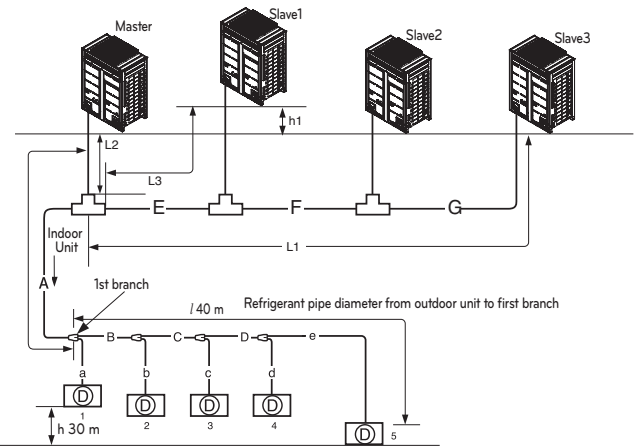 Master
Slave1
Slave2
Slave3
h1
L2
L3
E
F
G
L1
Indoor
Unit
A
1st branch
l 40 m
Refrigerant pipe diameter from outdoor unit to first branch
B
C
D
e
a
b
c
d
D
D
D
D
D
1
2
3
4
5
h 30 m